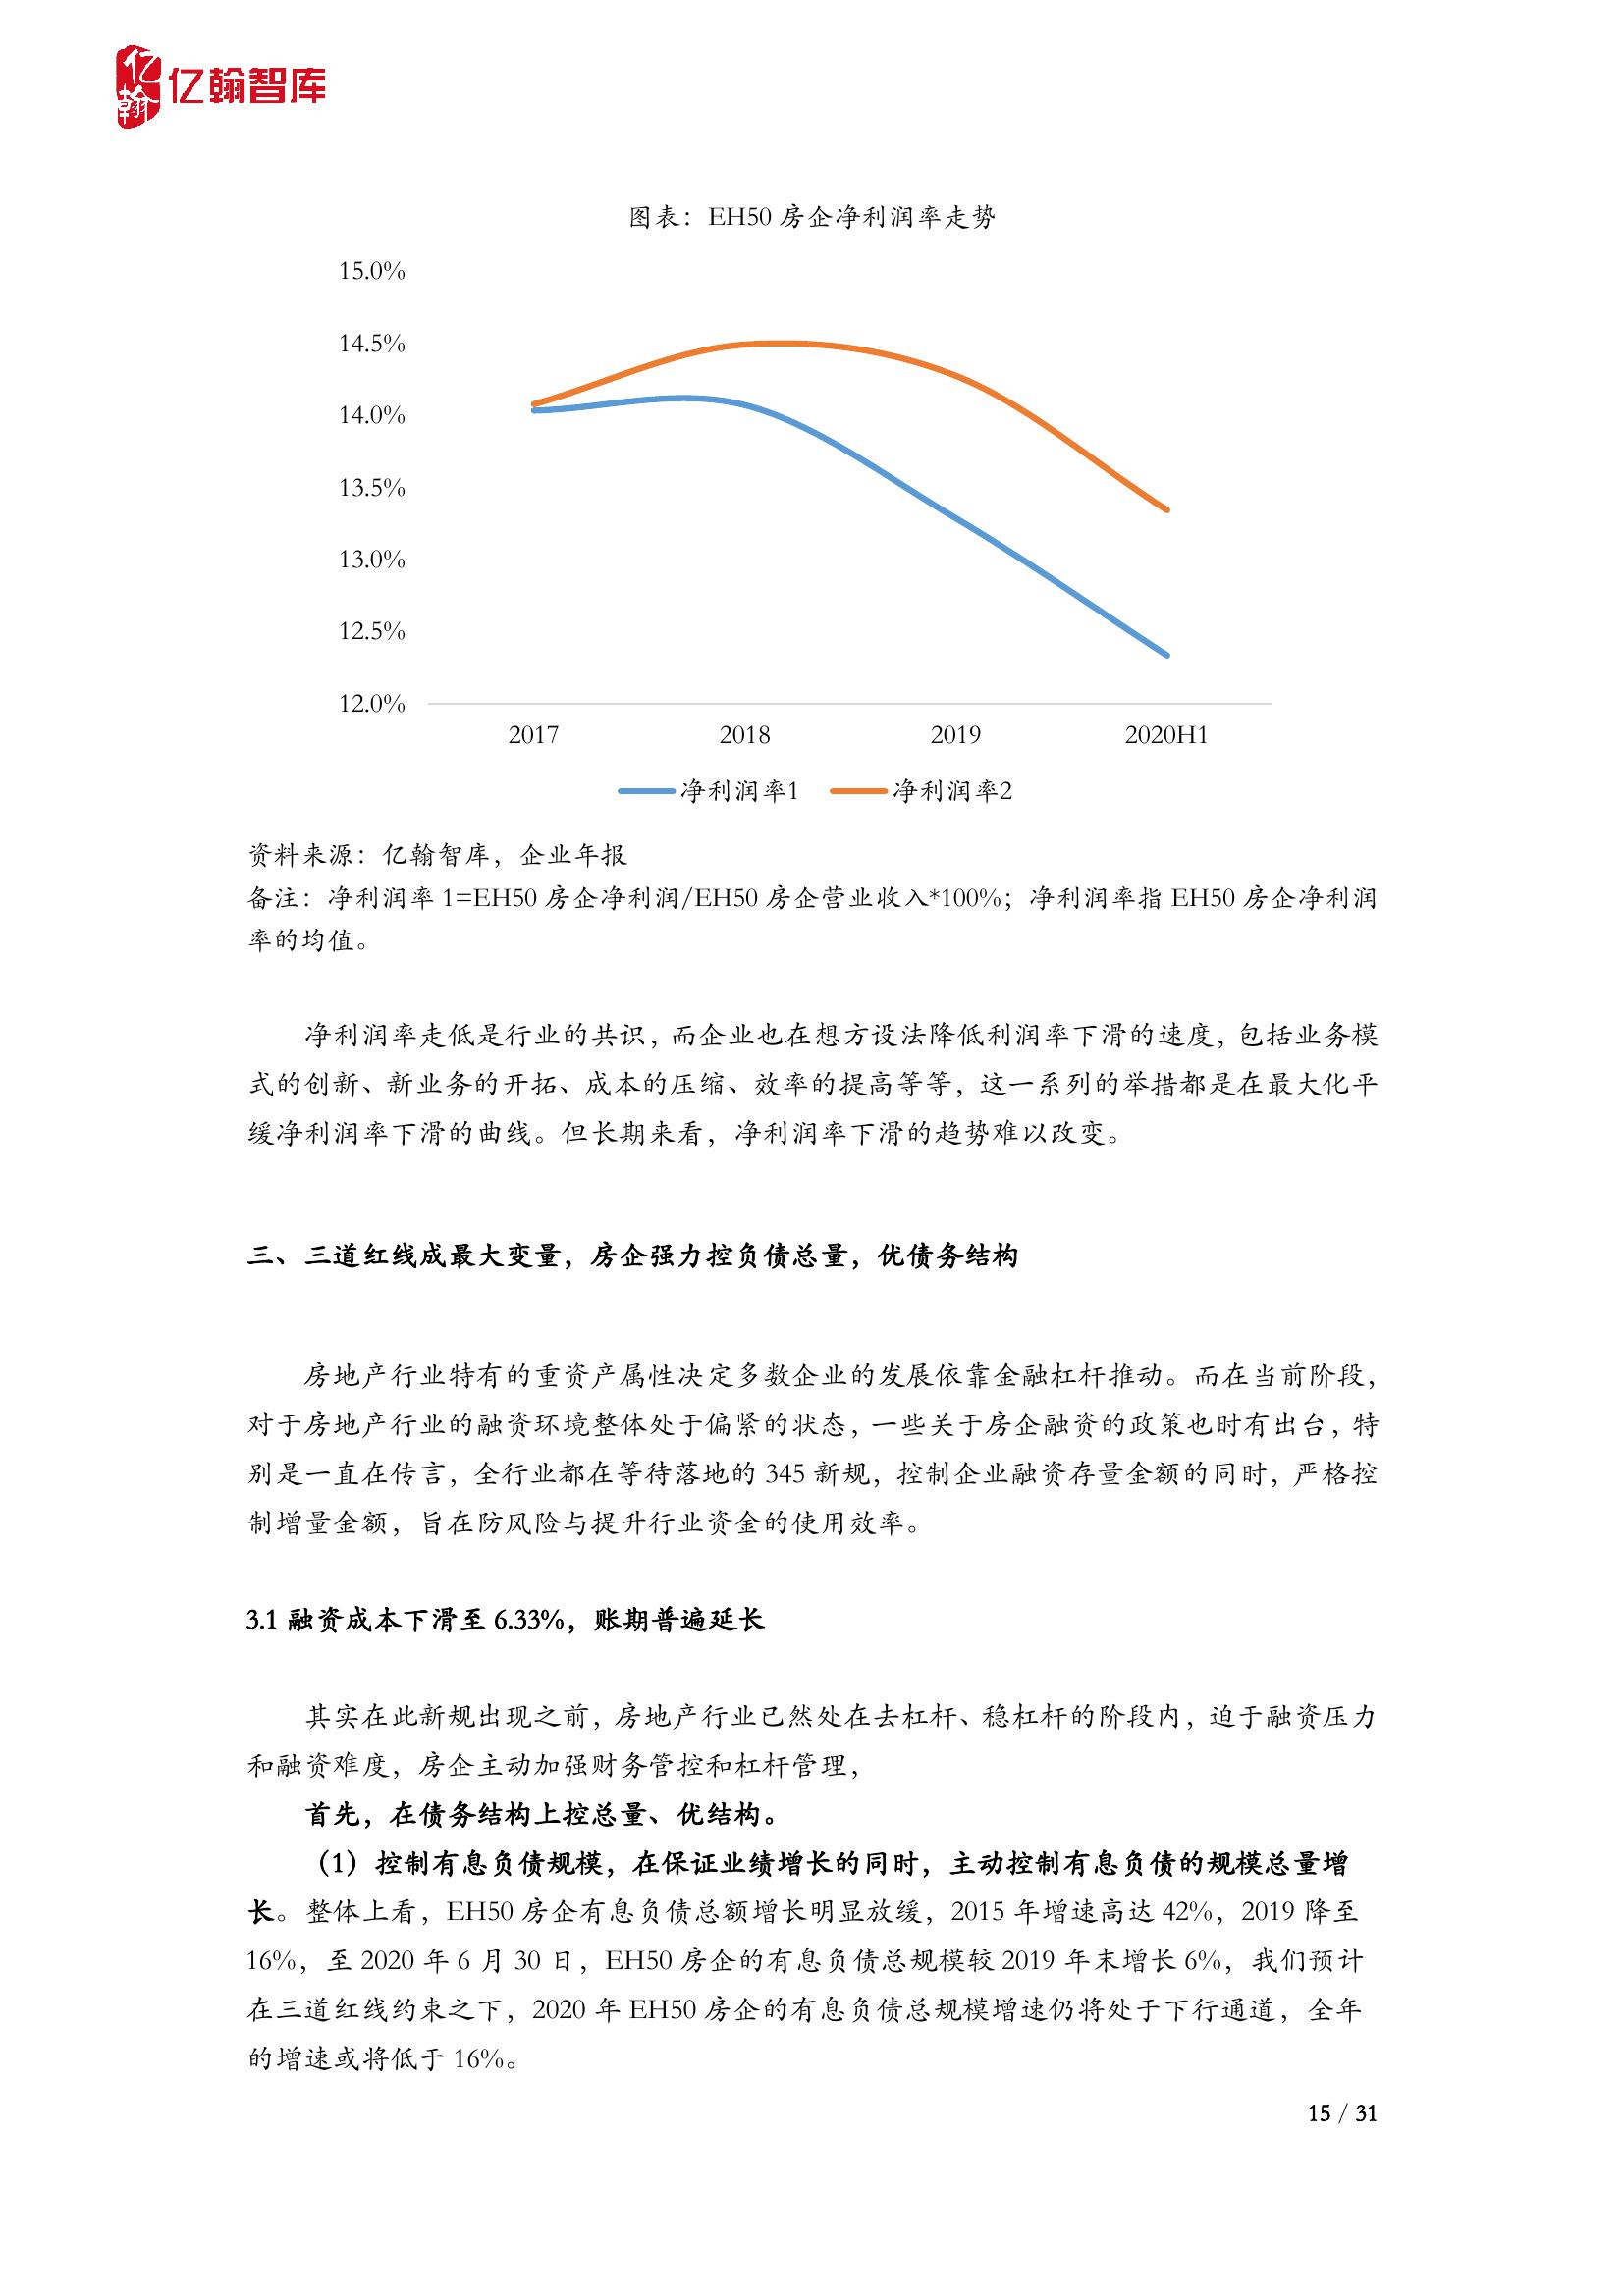 亿翰
亿翰智库
图表：EH50 房企净利润率走势
15.0%
14.5%
14.0%
13.5%
13.0%
12.5%
12.0%
2017 2018 2019 2020H1
净利润率1 净利润率2
资料来源：亿翰智库，企业年报
备注：净利润率 1=EH50 房企净利润/EH50 房企营业收入*100%；净利润率指 EH50 房企净利润
率的均值。
净利润率走低是行业的共识，而企业也在想方设法降低利润率下滑的速度，包括业务模
式的创新、新业务的开拓、成本的压缩、效率的提高等等，这一系列的举措都是在最大化平
缓净利润率下滑的曲线。但长期来看，净利润率下滑的趋势难以改变。
三、三道红线成最大变量，房企强力控负债总量，优债务结构
房地产行业特有的重资产属性决定多数企业的发展依靠金融杠杆推动。而在当前阶段，
对于房地产行业的融资环境整体处于偏紧的状态，一些关于房企融资的政策也时有出台，特
别是一直在传言，全行业都在等待落地的 345 新规，控制企业融资存量金额的同时，严格控
制增量金额，旨在防风险与提升行业资金的使用效率。
3.1 融资成本下滑至 6.33%，账期普遍延长
其实在此新规出现之前，房地产行业已然处在去杠杆、稳杠杆的阶段内，迫于融资压力
和融资难度，房企主动加强财务管控和杠杆管理，
首先，在债务结构上控总量、优结构。
（1）控制有息负债规模，在保证业绩增长的同时，主动控制有息负债的规模总量增
长。整体上看，EH50 房企有息负债总额增长明显放缓，2015 年增速高达 42%，2019 降至
16%，至 2020 年 6 月 30 日，EH50 房企的有息负债总规模较 2019 年末增长 6%，我们预计
在三道红线约束之下，2020 年 EH50 房企的有息负债总规模增速仍将处于下行通道，全年
的增速或将低于 16%。
15 / 31